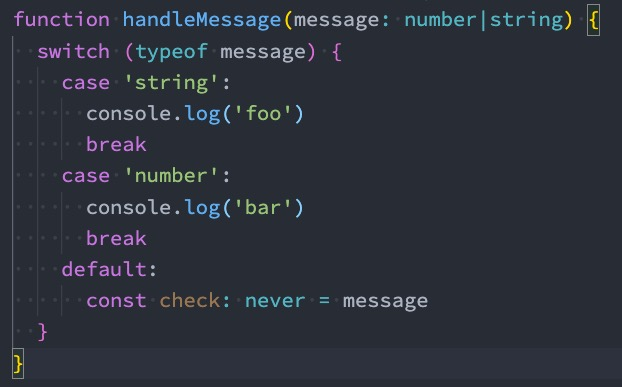 function handleMessage(message: number|string) {
  switch (typeof message) {
    case 'string':
      console.log('foo')
      break
    case 'number':
      console.log('bar')
      break
    default:
      const check: never = message
  }
}